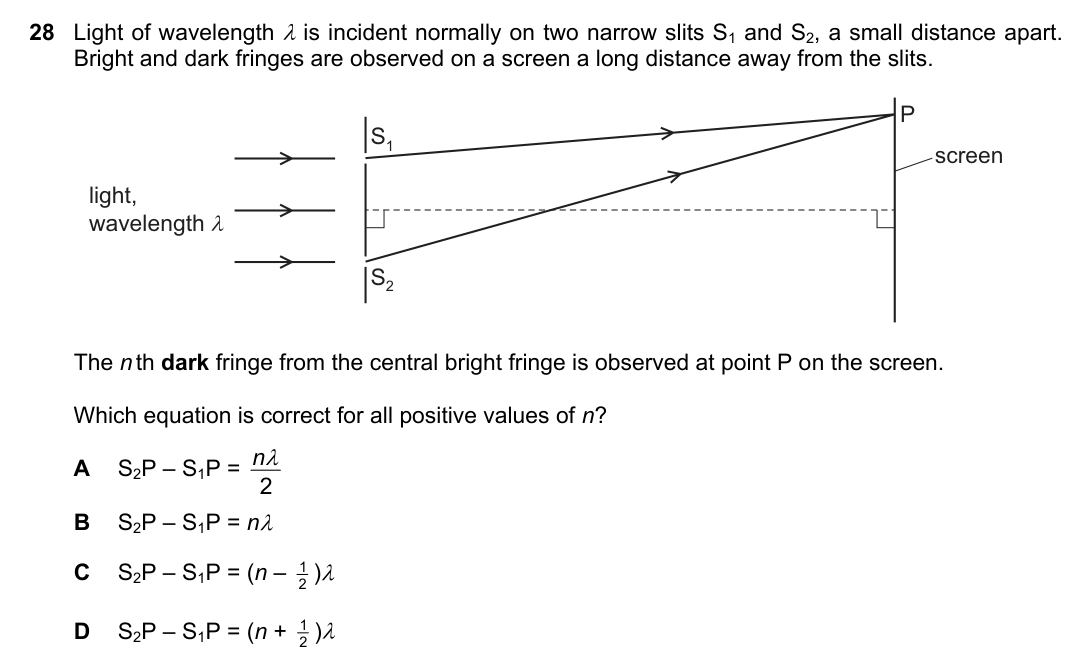 28 Light of wavelength λ is incident normally on two narrow slits S₁ and S₂, a small distance apart.
Bright and dark fringes are observed on a screen a long distance away from the slits.
P
S₁
screen
light,
wavelength λ
S₂
The nth dark fringe from the central bright fringe is observed at point P on the screen.
Which equation is correct for all positive values of n?
A S₂P – S₁P = nλ/2
B S₂P – S₁P = nλ
C S₂P – S₁P = (n – ½)λ
D S₂P – S₁P = (n + ½)λ